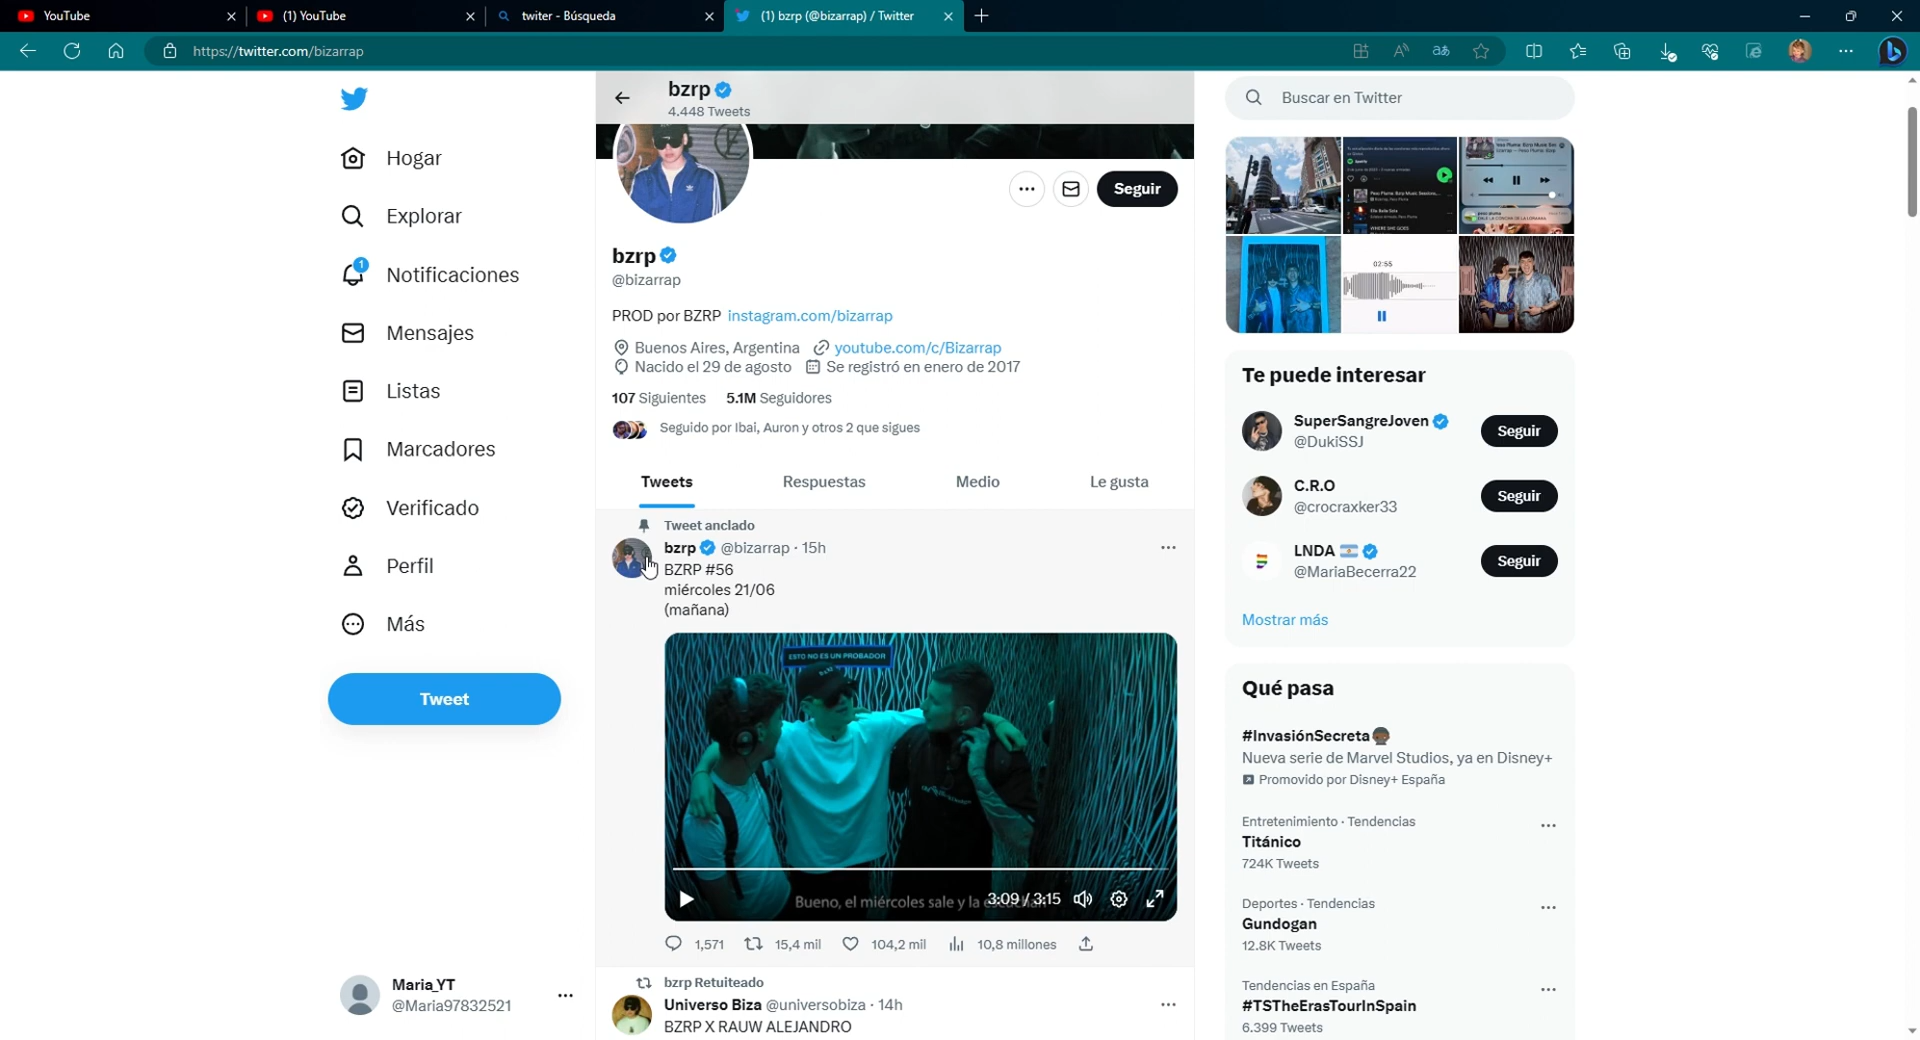 YouTube
(1) YouTube
twiter - Búsqueda
(1) bzrp (@bizarrap) / Twitter
https://twitter.com/bizarrap
Hogar
Explorar
1
Notificaciones
Mensajes
Listas
Marcadores
Verificado
Perfil
Más
Tweet
Maria_YT
@Maria97832521
bzrp
4.448 Tweets
Seguir
bzrp
@bizarrap
PROD por BZRP instagram.com/bizarrap
Buenos Aires, Argentina youtube.com/c/Bizarrap
Nacido el 29 de agosto Se registró en enero de 2017
107 Siguientes 5.1M Seguidores
Seguido por Ibai, Auron y otros 2 que sigues
Tweets Respuestas Medio Le gusta
Tweet anclado
bzrp @bizarrap · 15h
BZRP #56
miércoles 21/06
(mañana)
ESTO NO ES UN PROBADOR
Bueno, el miércoles sale y la
3:09 / 3:15
1,571 15,4 mil 104,2 mil 10,8 millones
bzrp Retuiteado
Universo Biza @universobiza · 14h
BZRP X RAUW ALEJANDRO
Buscar en Twitter
02:55
Te puede interesar
SuperSangreJoven
@DukiSSJ
Seguir
C.R.O
@crocraxker33
Seguir
LNDA
@MariaBecerra22
Seguir
Mostrar más
Qué pasa
#InvasiónSecreta
Nueva serie de Marvel Studios, ya en Disney+
Promovido por Disney+ España
Entretenimiento · Tendencias
Titánico
724K Tweets
Deportes · Tendencias
Gundogan
12.8K Tweets
Tendencias en España
#TSTheErasTourInSpain
6.399 Tweets